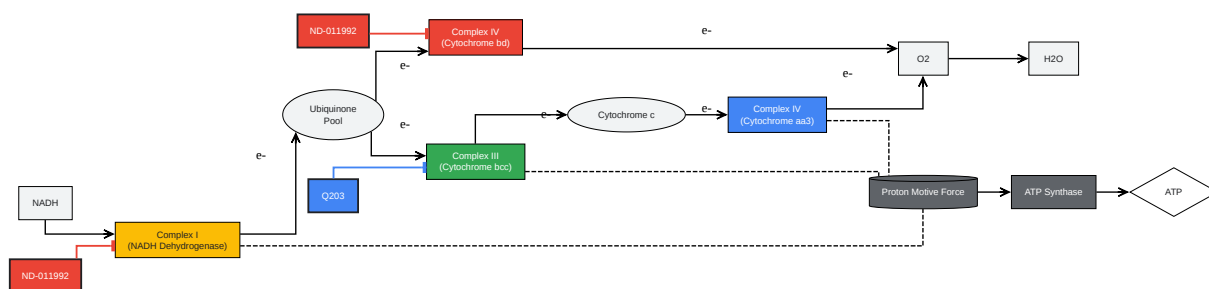 ND-011992
Complex IV
(Cytochrome bd)
e-
O2
H2O
e-
e-
Ubiquinone
Pool
e-
e-
Cytochrome c
e-
Complex IV
(Cytochrome aa3)
e-
Complex III
(Cytochrome bcc)
Q203
NADH
Proton Motive Force
ATP Synthase
ATP
Complex I
(NADH Dehydrogenase)
ND-011992